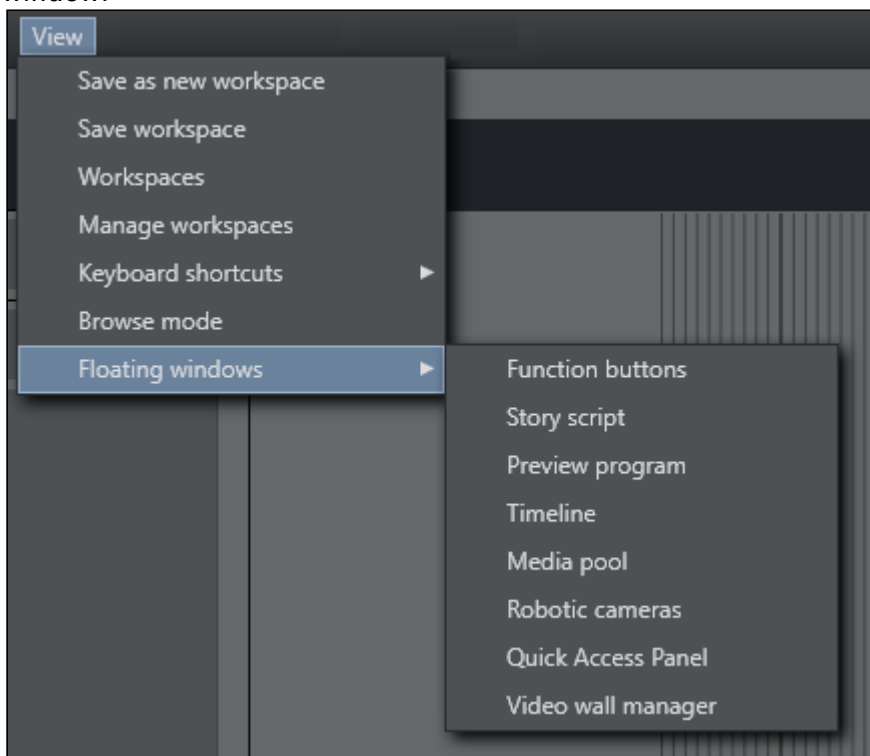 View
Save as new workspace
Save workspace
Workspaces
Manage workspaces
Keyboard shortcuts
Browse mode
Floating windows
Function buttons
Story script
Preview program
Timeline
Media pool
Robotic cameras
Quick Access Panel
Video wall manager